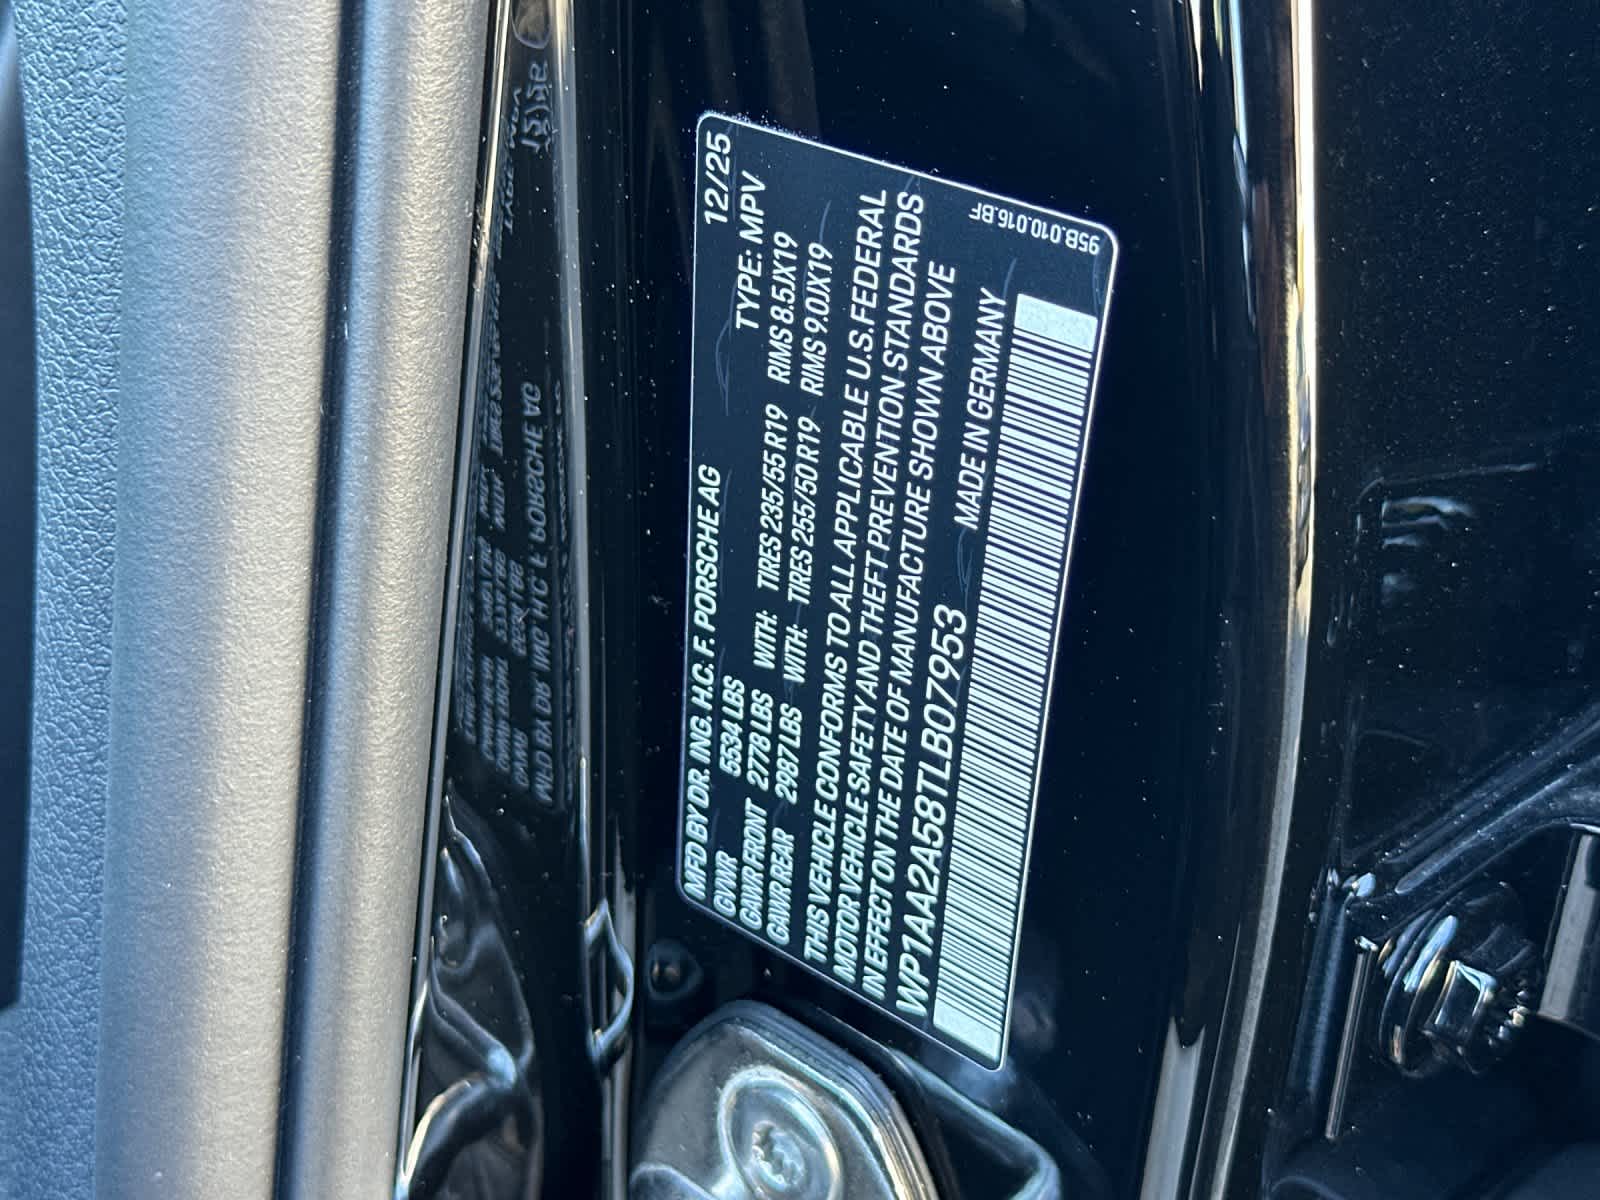 MFD BY DR. ING. H.C. F. PORSCHE AG 12/25
GVWR 5534 LBS TYPE: MPV
GAWR FRONT 2778 LBS WITH: TIRES 235/55 R19 RIMS 8.5JX19
GAWR REAR 2987 LBS WITH: TIRES 255/50 R19 RIMS 9.0JX19
THIS VEHICLE CONFORMS TO ALL APPLICABLE U.S. FEDERAL
MOTOR VEHICLE SAFETY AND THEFT PREVENTION STANDARDS
IN EFFECT ON THE DATE OF MANUFACTURE SHOWN ABOVE
WP1AA2A58TLB07953 MADE IN GERMANY
95B.010.016.BF